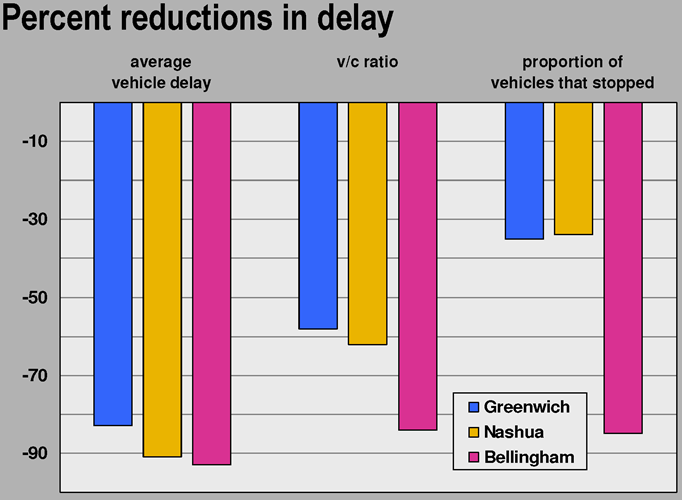 Percent reductions in delay
average
vehicle delay
v/c ratio
proportion of
vehicles that stopped
-10
-30
-50
-70
-90
Greenwich
Nashua
Bellingham